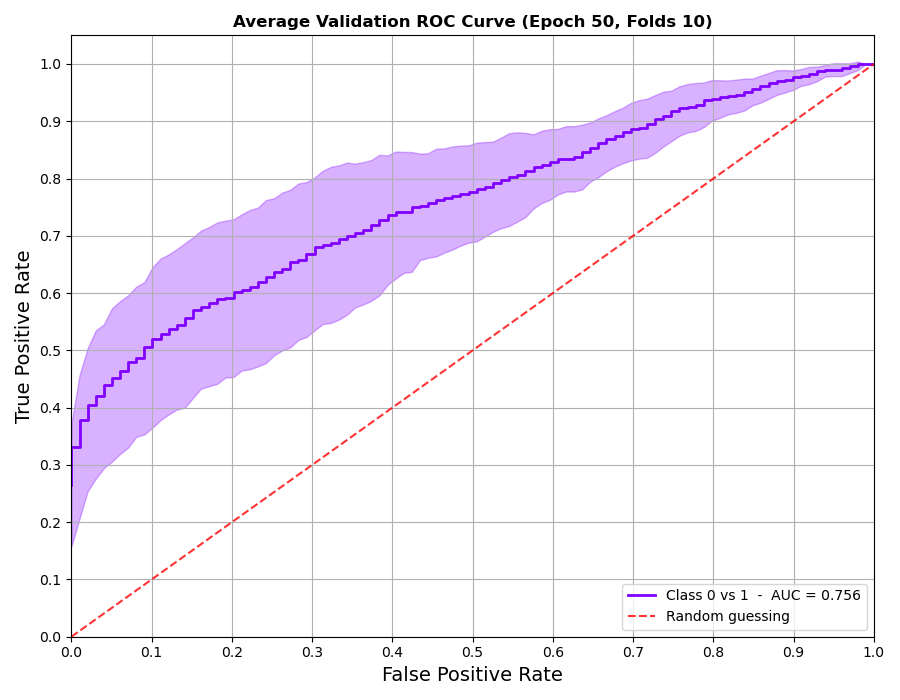 Average Validation ROC Curve (Epoch 50, Folds 10)
True Positive Rate
1.0
0.9
0.8
0.7
0.6
0.5
0.4
0.3
0.2
0.1
0.0
Class 0 vs 1 - AUC = 0.756
Random guessing
0.0 0.1 0.2 0.3 0.4 0.5 0.6 0.7 0.8 0.9 1.0
False Positive Rate